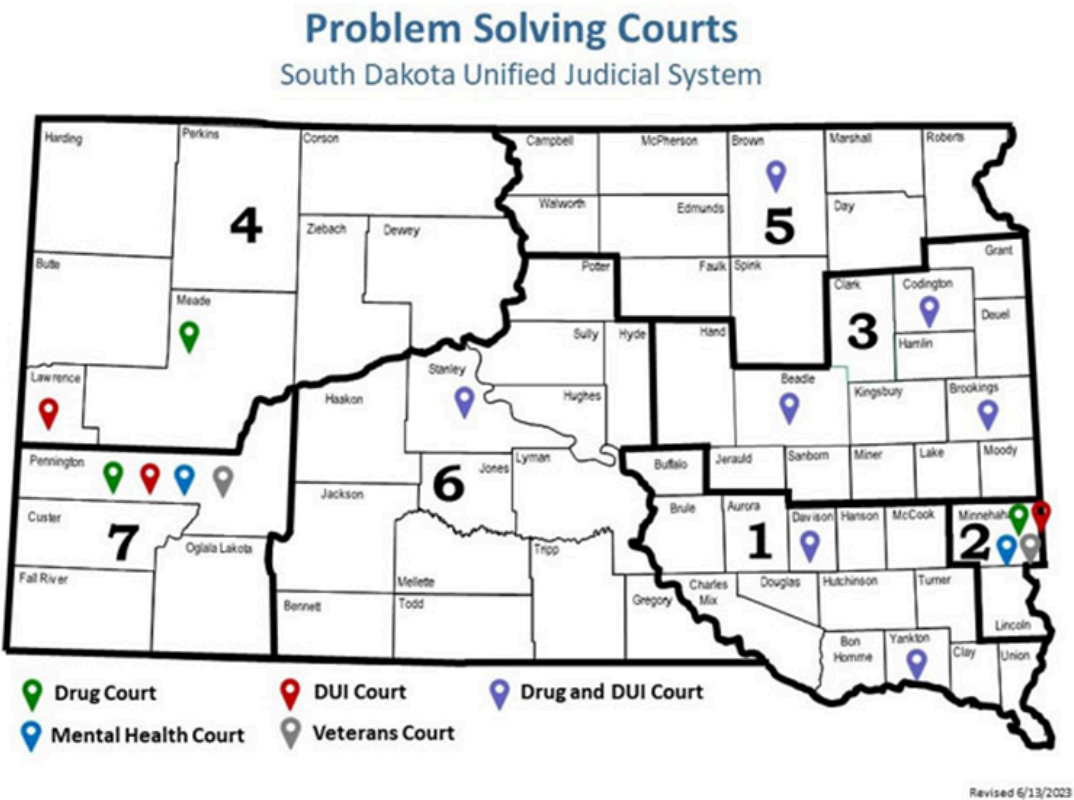 Problem Solving Courts
South Dakota Unified Judicial System
Harding
Perkins
Corson
Campbell
McPherson
Brown
Marshall
Roberts
4
Ziebach
Dewey
Walworth
Edmunds
5
Day
Butte
Meade
Potter
Faulk
Spink
Grant
Clark
Codington
3
Deuel
Hamlin
Sully
Hyde
Hand
Lawrence
Stanley
Haakon
Hughes
Beadle
Kingsbury
Brookings
Pennington
Jones
Lyman
6
Buffalo
Jerauld
Sanborn
Miner
Lake
Moody
Jackson
Custer
7
Oglala Lakota
Brule
Aurora
1
Davison
Hanson
McCook
Minnehah
2
Fall River
Tripp
Mellette
Bennett
Todd
Gregory
Charles
Mix
Douglas
Hutchinson
Turner
Lincoln
Bon
Homme
Yankton
Clay
Union
Drug Court
DUI Court
Drug and DUI Court
Mental Health Court
Veterans Court
Revised 6/13/2023